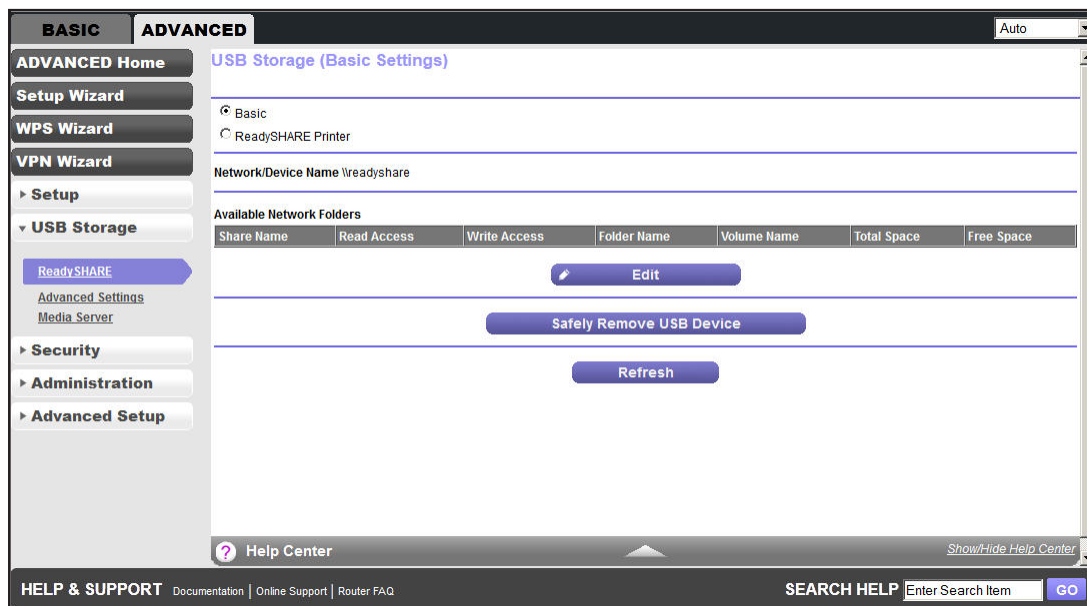 BASIC ADVANCED Auto
ADVANCED Home
Setup Wizard
WPS Wizard
VPN Wizard
Setup
USB Storage
ReadySHARE
Advanced Settings
Media Server
Security
Administration
Advanced Setup
USB Storage (Basic Settings)
Basic
ReadySHARE Printer
Network/Device Name \\readyshare
Available Network Folders
Share Name Read Access Write Access Folder Name Volume Name Total Space Free Space
Edit
Safely Remove USB Device
Refresh
? Help Center Show/Hide Help Center
HELP & SUPPORT Documentation | Online Support | Router FAQ SEARCH HELP Enter Search Item GO